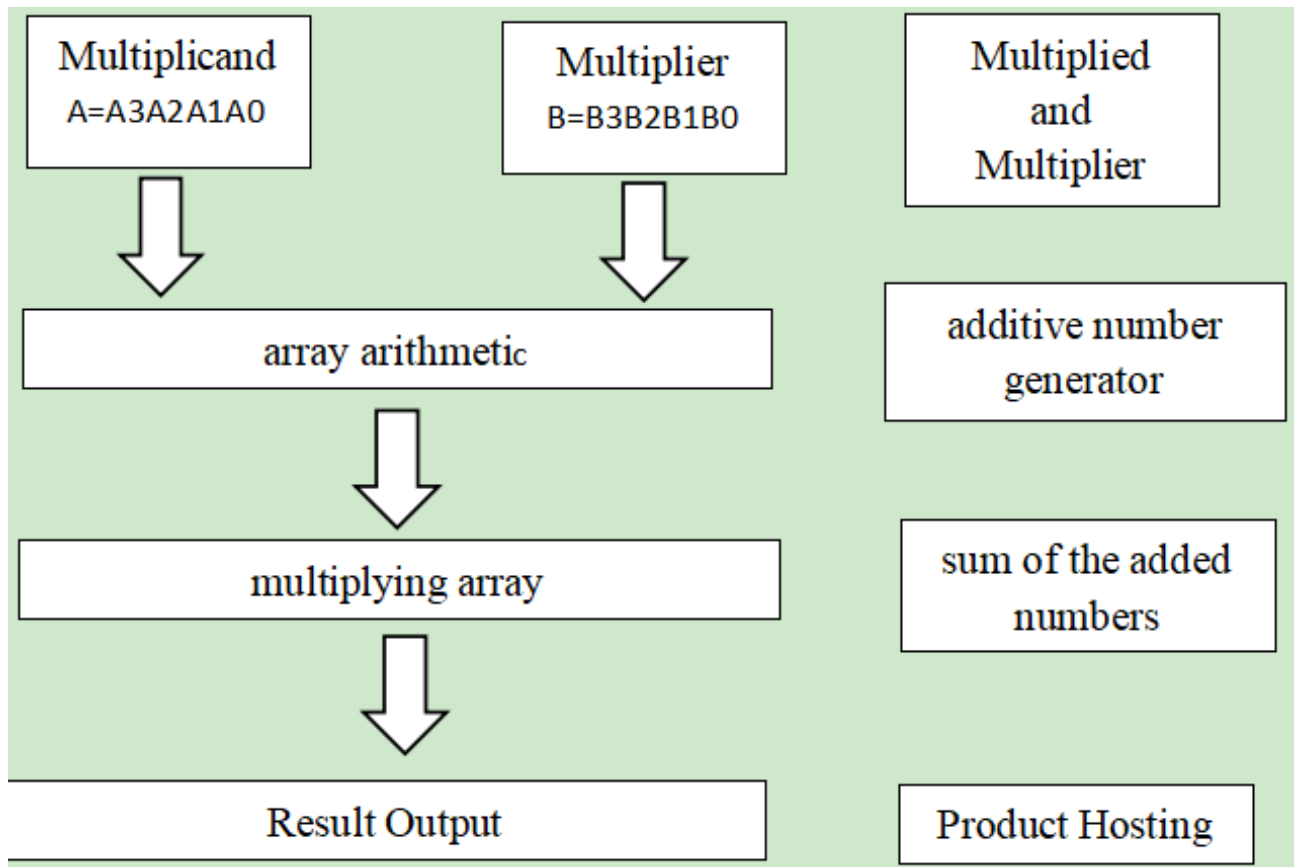 Multiplicand
A=A3A2A1A0
Multiplier
B=B3B2B1B0
Multiplied
and
Multiplier
array arithmetic
additive number
generator
multiplying array
sum of the added
numbers
Result Output
Product Hosting